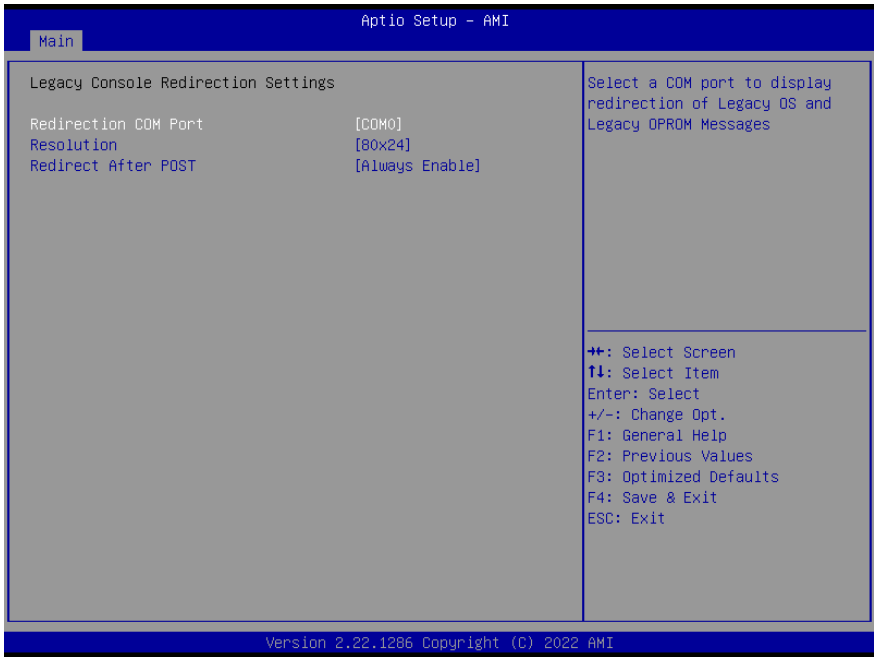 Aptio Setup – AMI
Main
Legacy Console Redirection Settings
Redirection COM Port [COM0]
Resolution [80x24]
Redirect After POST [Always Enable]
Select a COM port to display
redirection of Legacy OS and
Legacy OPROM Messages
→←: Select Screen
↑↓: Select Item
Enter: Select
+/-: Change Opt.
F1: General Help
F2: Previous Values
F3: Optimized Defaults
F4: Save & Exit
ESC: Exit
Version 2.22.1286 Copyright (C) 2022 AMI